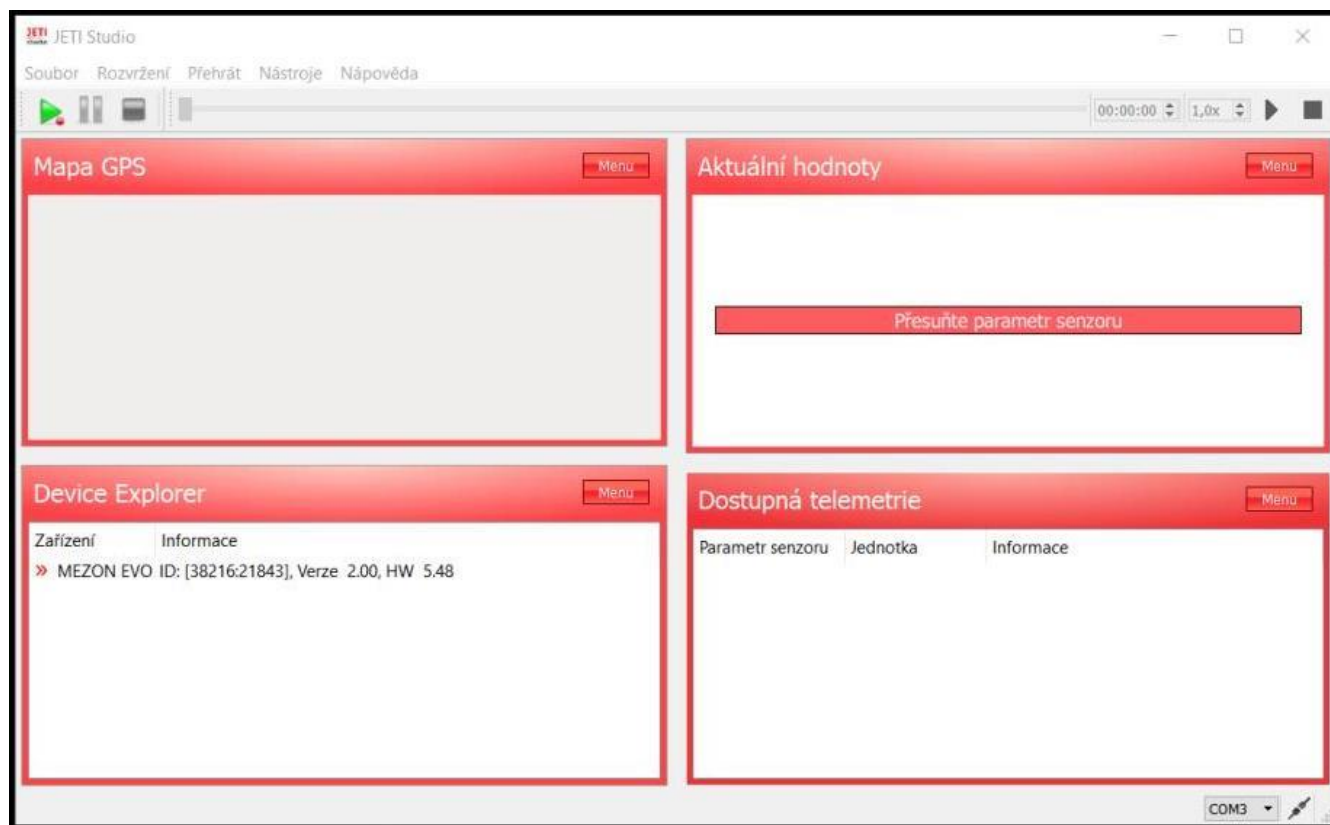 JETI studio JETI Studio
Soubor Rozvržení Přehrát Nástroje Nápověda
00:00:00 1,0x
Mapa GPS Menu
Aktuální hodnoty Menu
Přesuňte parametr senzoru
Device Explorer Menu
Zařízení Informace
» MEZON EVO ID: [38216:21843], Verze 2.00, HW 5.48
Dostupná telemetrie Menu
Parametr senzoru Jednotka Informace
COM3